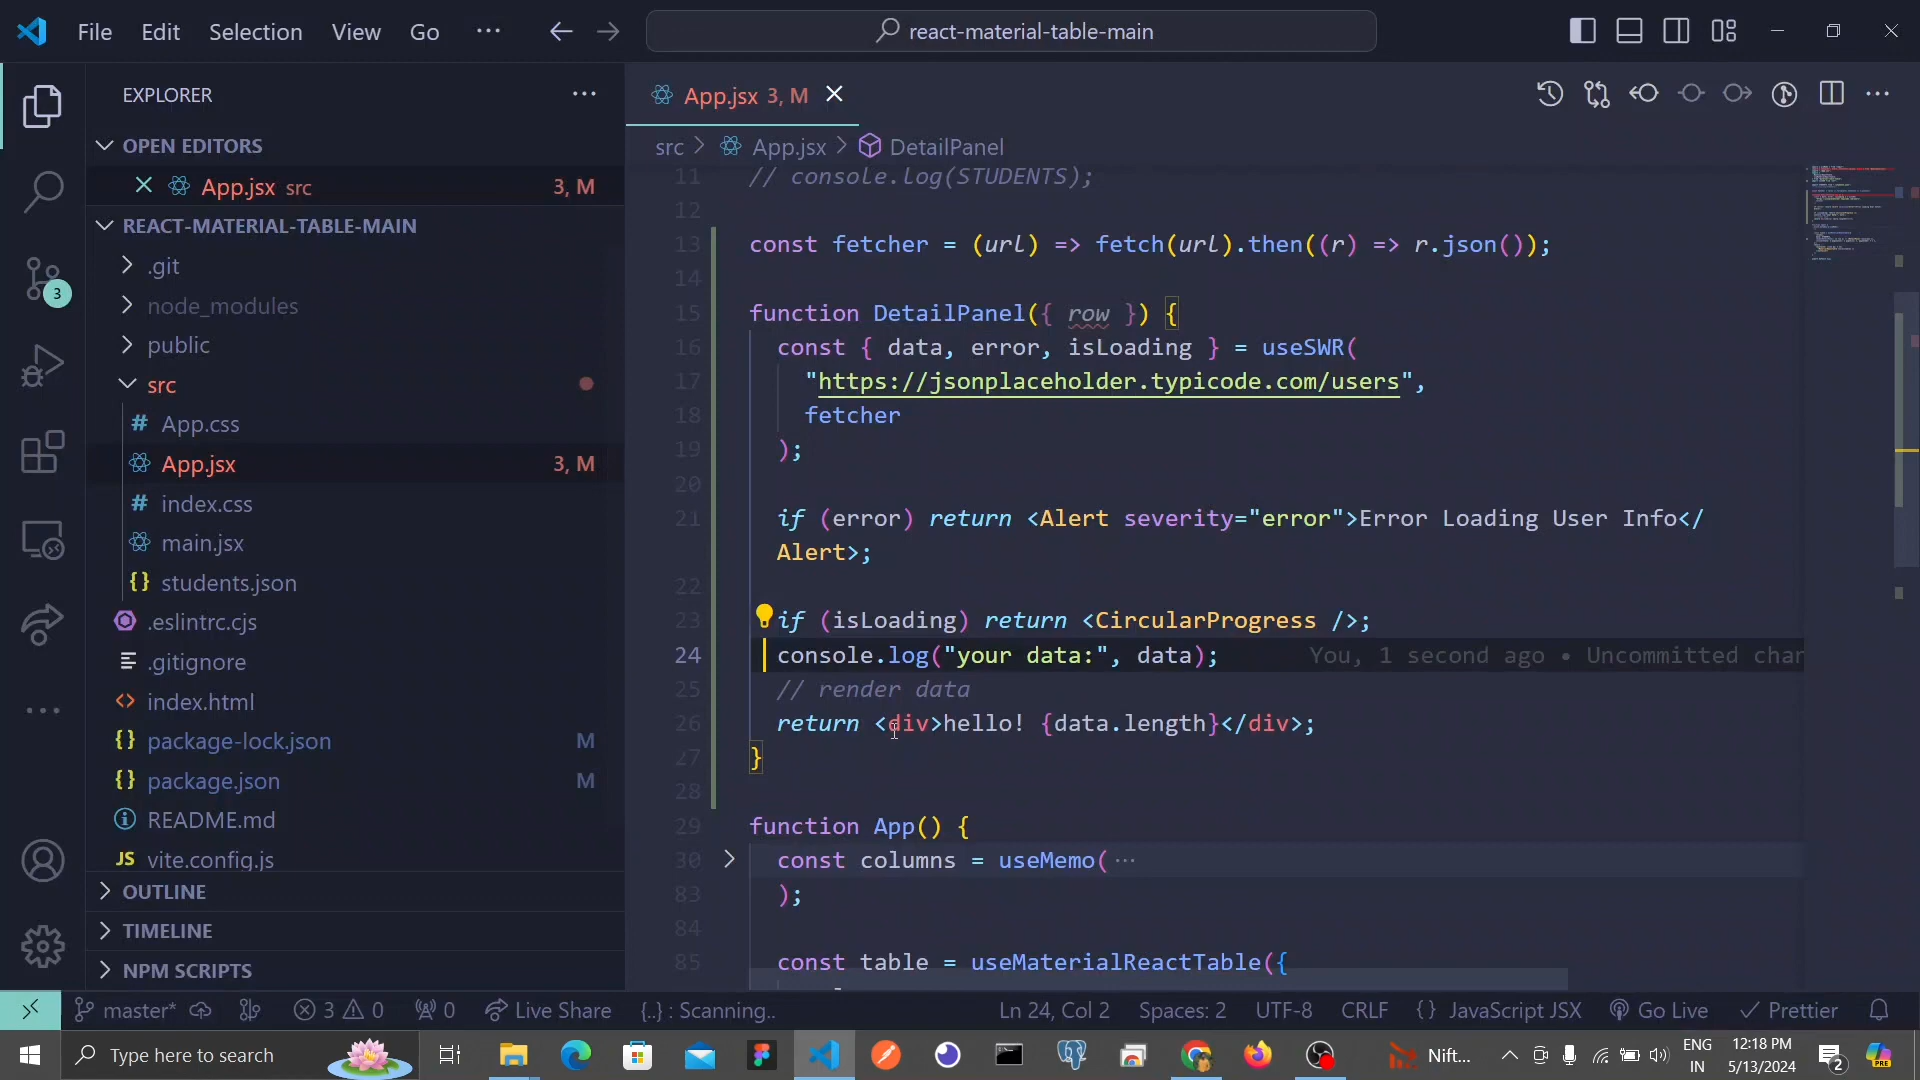 File Edit Selection View Go ··· react-material-table-main
EXPLORER ···
OPEN EDITORS
App.jsx src 3, M
REACT-MATERIAL-TABLE-MAIN
.git
node_modules
public
src
# App.css
App.jsx 3, M
# index.css
main.jsx
{} students.json
.eslintrc.cjs
.gitignore
<> index.html
{} package-lock.json M
{} package.json M
README.md
JS vite.config.js
OUTLINE
TIMELINE
NPM SCRIPTS
3
App.jsx 3, M
src > App.jsx > DetailPanel
11 // console.log(STUDENTS);
12
13 const fetcher = (url) => fetch(url).then((r) => r.json());
14
15 function DetailPanel({ row }) {
16 const { data, error, isLoading } = useSWR(
17 "https://jsonplaceholder.typicode.com/users",
18 fetcher
19 );
20
21 if (error) return <Alert severity="error">Error Loading User Info</
Alert>;
22
23 if (isLoading) return <CircularProgress />;
24 console.log("your data:", data); You, 1 second ago • Uncommitted chan
25 // render data
26 return <div>hello! {data.length}</div>;
27 }
28
29 function App() {
30 const columns = useMemo( ···
83 );
84
85 const table = useMaterialReactTable({
master* 3 0 0 Live Share {..} : Scanning.. Ln 24, Col 2 Spaces: 2 UTF-8 CRLF {} JavaScript JSX Go Live Prettier
Type here to search Nift... ENG IN 12:18 PM 5/13/2024 2 PRE